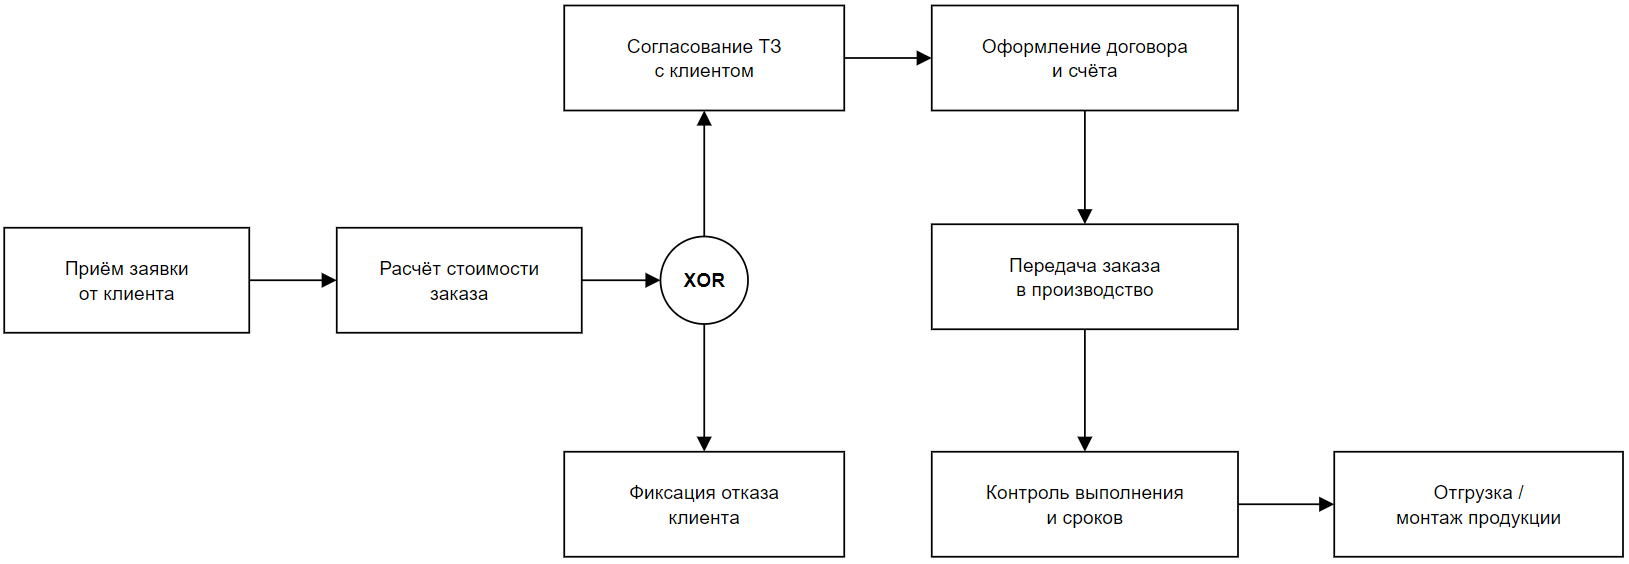 Приём заявки
от клиента
Расчёт стоимости
заказа
XOR
Согласование ТЗ
с клиентом
Оформление договора
и счёта
Передача заказа
в производство
Фиксация отказа
клиента
Контроль выполнения
и сроков
Отгрузка /
монтаж продукции